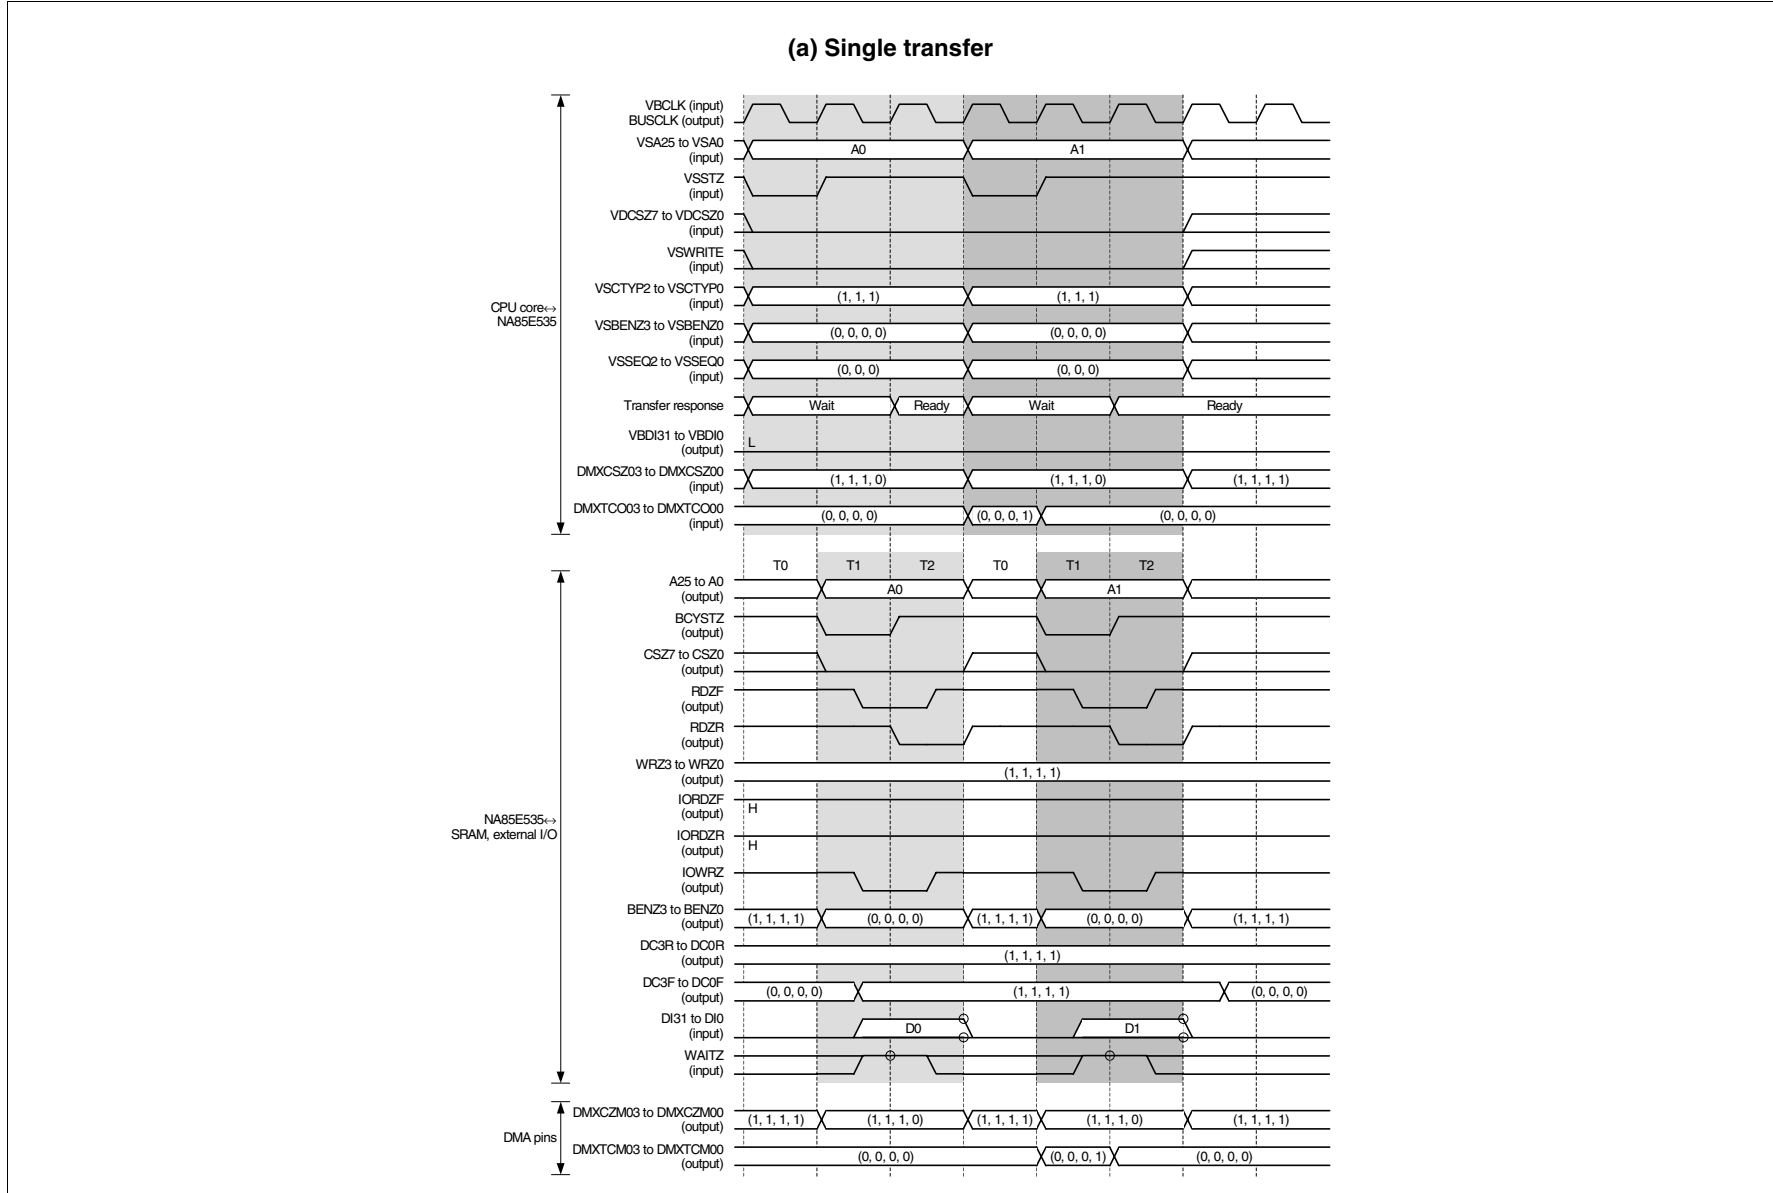 (a) Single transfer
VBCLK (input)
BUSCLK (output)
VSA25 to VSA0
(input)
A0
A1
VSSTZ
(input)
VDCSZ7 to VDCSZ0
(input)
VSWRITE
(input)
VSCTYP2 to VSCTYP0
(input)
(1, 1, 1)
(1, 1, 1)
CPU core↔
NA85E535
VSBENZ3 to VSBENZ0
(input)
(0, 0, 0, 0)
(0, 0, 0, 0)
VSSEQ2 to VSSEQ0
(input)
(0, 0, 0)
(0, 0, 0)
Transfer response
Wait
Ready
Wait
Ready
VBDI31 to VBDI0
(output)
L
DMXCSZ03 to DMXCSZ00
(input)
(1, 1, 1, 0)
(1, 1, 1, 0)
(1, 1, 1, 1)
DMXTCO03 to DMXTCO00
(input)
(0, 0, 0, 0)
(0, 0, 0, 1)
(0, 0, 0, 0)
T0
T1
T2
T0
T1
T2
A25 to A0
(output)
A0
A1
BCYSTZ
(output)
CSZ7 to CSZ0
(output)
RDZF
(output)
RDZR
(output)
WRZ3 to WRZ0
(output)
(1, 1, 1, 1)
IORDZF
(output)
H
NA85E535↔
SRAM, external I/O
IORDZR
(output)
H
IOWRZ
(output)
BENZ3 to BENZ0
(output)
(1, 1, 1, 1)
(0, 0, 0, 0)
(1, 1, 1, 1)
(0, 0, 0, 0)
(1, 1, 1, 1)
DC3R to DC0R
(output)
(1, 1, 1, 1)
DC3F to DC0F
(output)
(0, 0, 0, 0)
(1, 1, 1, 1)
(0, 0, 0, 0)
DI31 to DI0
(input)
D0
D1
WAITZ
(input)
DMXCZM03 to DMXCZM00
(output)
(1, 1, 1, 1)
(1, 1, 1, 0)
(1, 1, 1, 1)
(1, 1, 1, 0)
(1, 1, 1, 1)
DMA pins
DMXTCM03 to DMXTCM00
(output)
(0, 0, 0, 0)
(0, 0, 0, 1)
(0, 0, 0, 0)